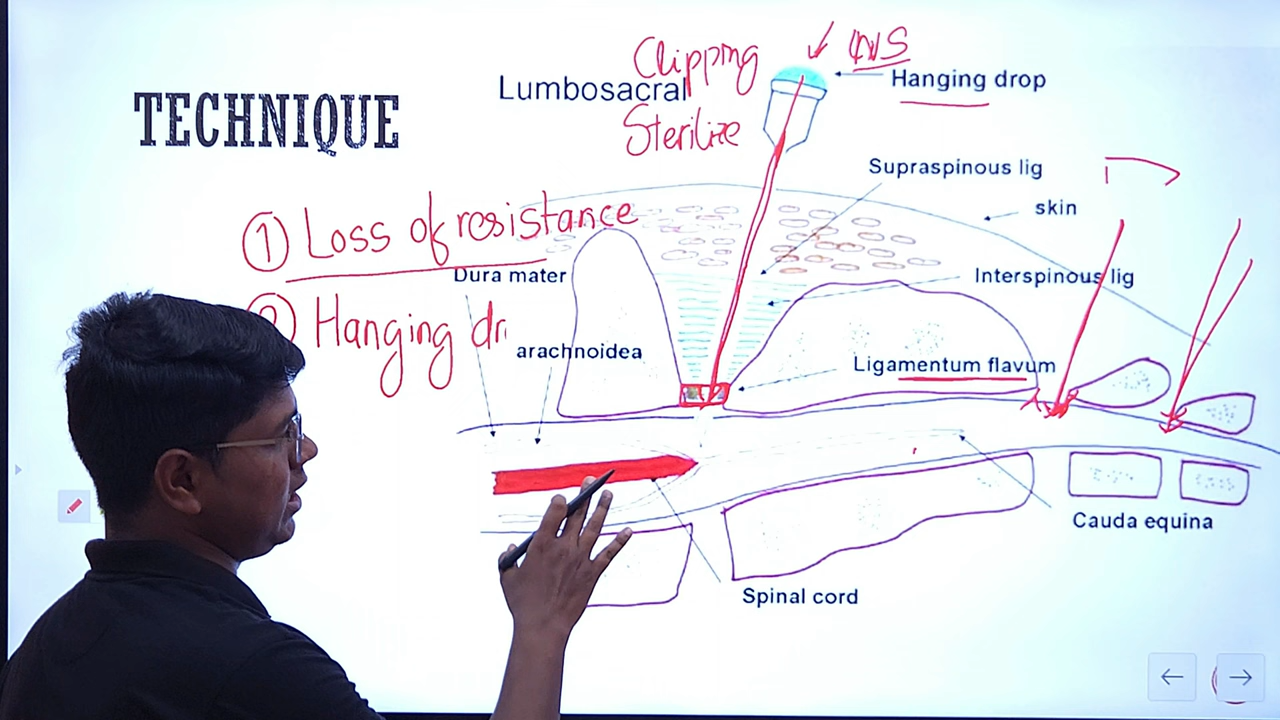 Clipping
NS
Hanging drop
Lumbosacral
TECHNIQUE
Sterilize
Supraspinous lig
skin
① Loss of resistance
Dura mater
Interspinous lig
Hanging dr
arachnoidea
Ligamentum flavum
Cauda equina
Spinal cord